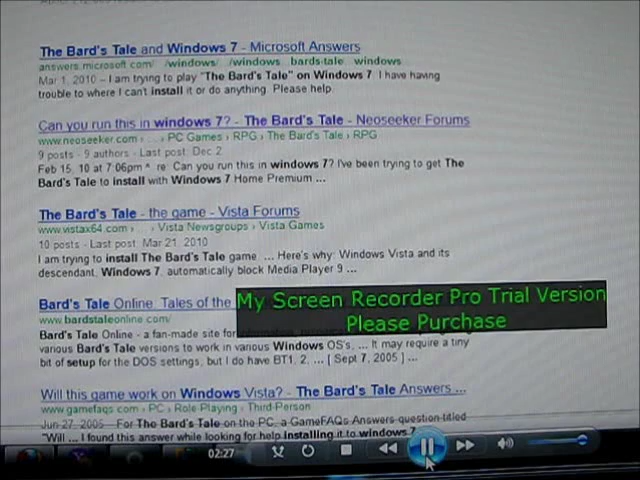 The Bard's Tale and Windows 7 - Microsoft Answers
answers.microsoft.com/ /windows/ /windows bards-tale windows
Mar 1, 2010 – I am trying to play "The Bard's Tale" on Windows 7. I have having
trouble to where I can't install it or do anything. Please help.
Can you run this in windows 7? - The Bard's Tale - Neoseeker Forums
www.neoseeker.com › ... › PC Games › RPG › The Bard's Tale › RPG
9 posts - 9 authors - Last post: Dec 2
Feb 15, 10 at 7:06pm ^ re: Can you run this in windows 7? I've been trying to get The
Bard's Tale to install with Windows 7 Home Premium ...
The Bard's Tale - the game - Vista Forums
www.vistax64.com › ... › Vista Newsgroups › Vista Games
10 posts - Last post: Mar 21, 2010
I am trying to install The Bard's Tale game. ... Here's why: Windows Vista and its
descendant, Windows 7, automatically block Media Player 9 ...
Bard's Tale Online. Tales of the
My Screen Recorder Pro Trial Version
Please Purchase
www.bardstaleonline.com/
Bard's Tale Online - a fan-made site for
various Bard's Tale versions to work in various Windows OS's, ... It may require a tiny
bit of setup for the DOS settings, but I do have BT1, 2, ... [ Sept 7, 2005 ] ...
Will this game work on Windows Vista? - The Bard's Tale Answers ...
www.gamefaqs.com › PC › Role-Playing › Third-Person
Jun 27, 2005 – For The Bard's Tale on the PC, a GameFAQs Answers question titled
"Will ... I found this answer while looking for help installing it to windows 7
02:27